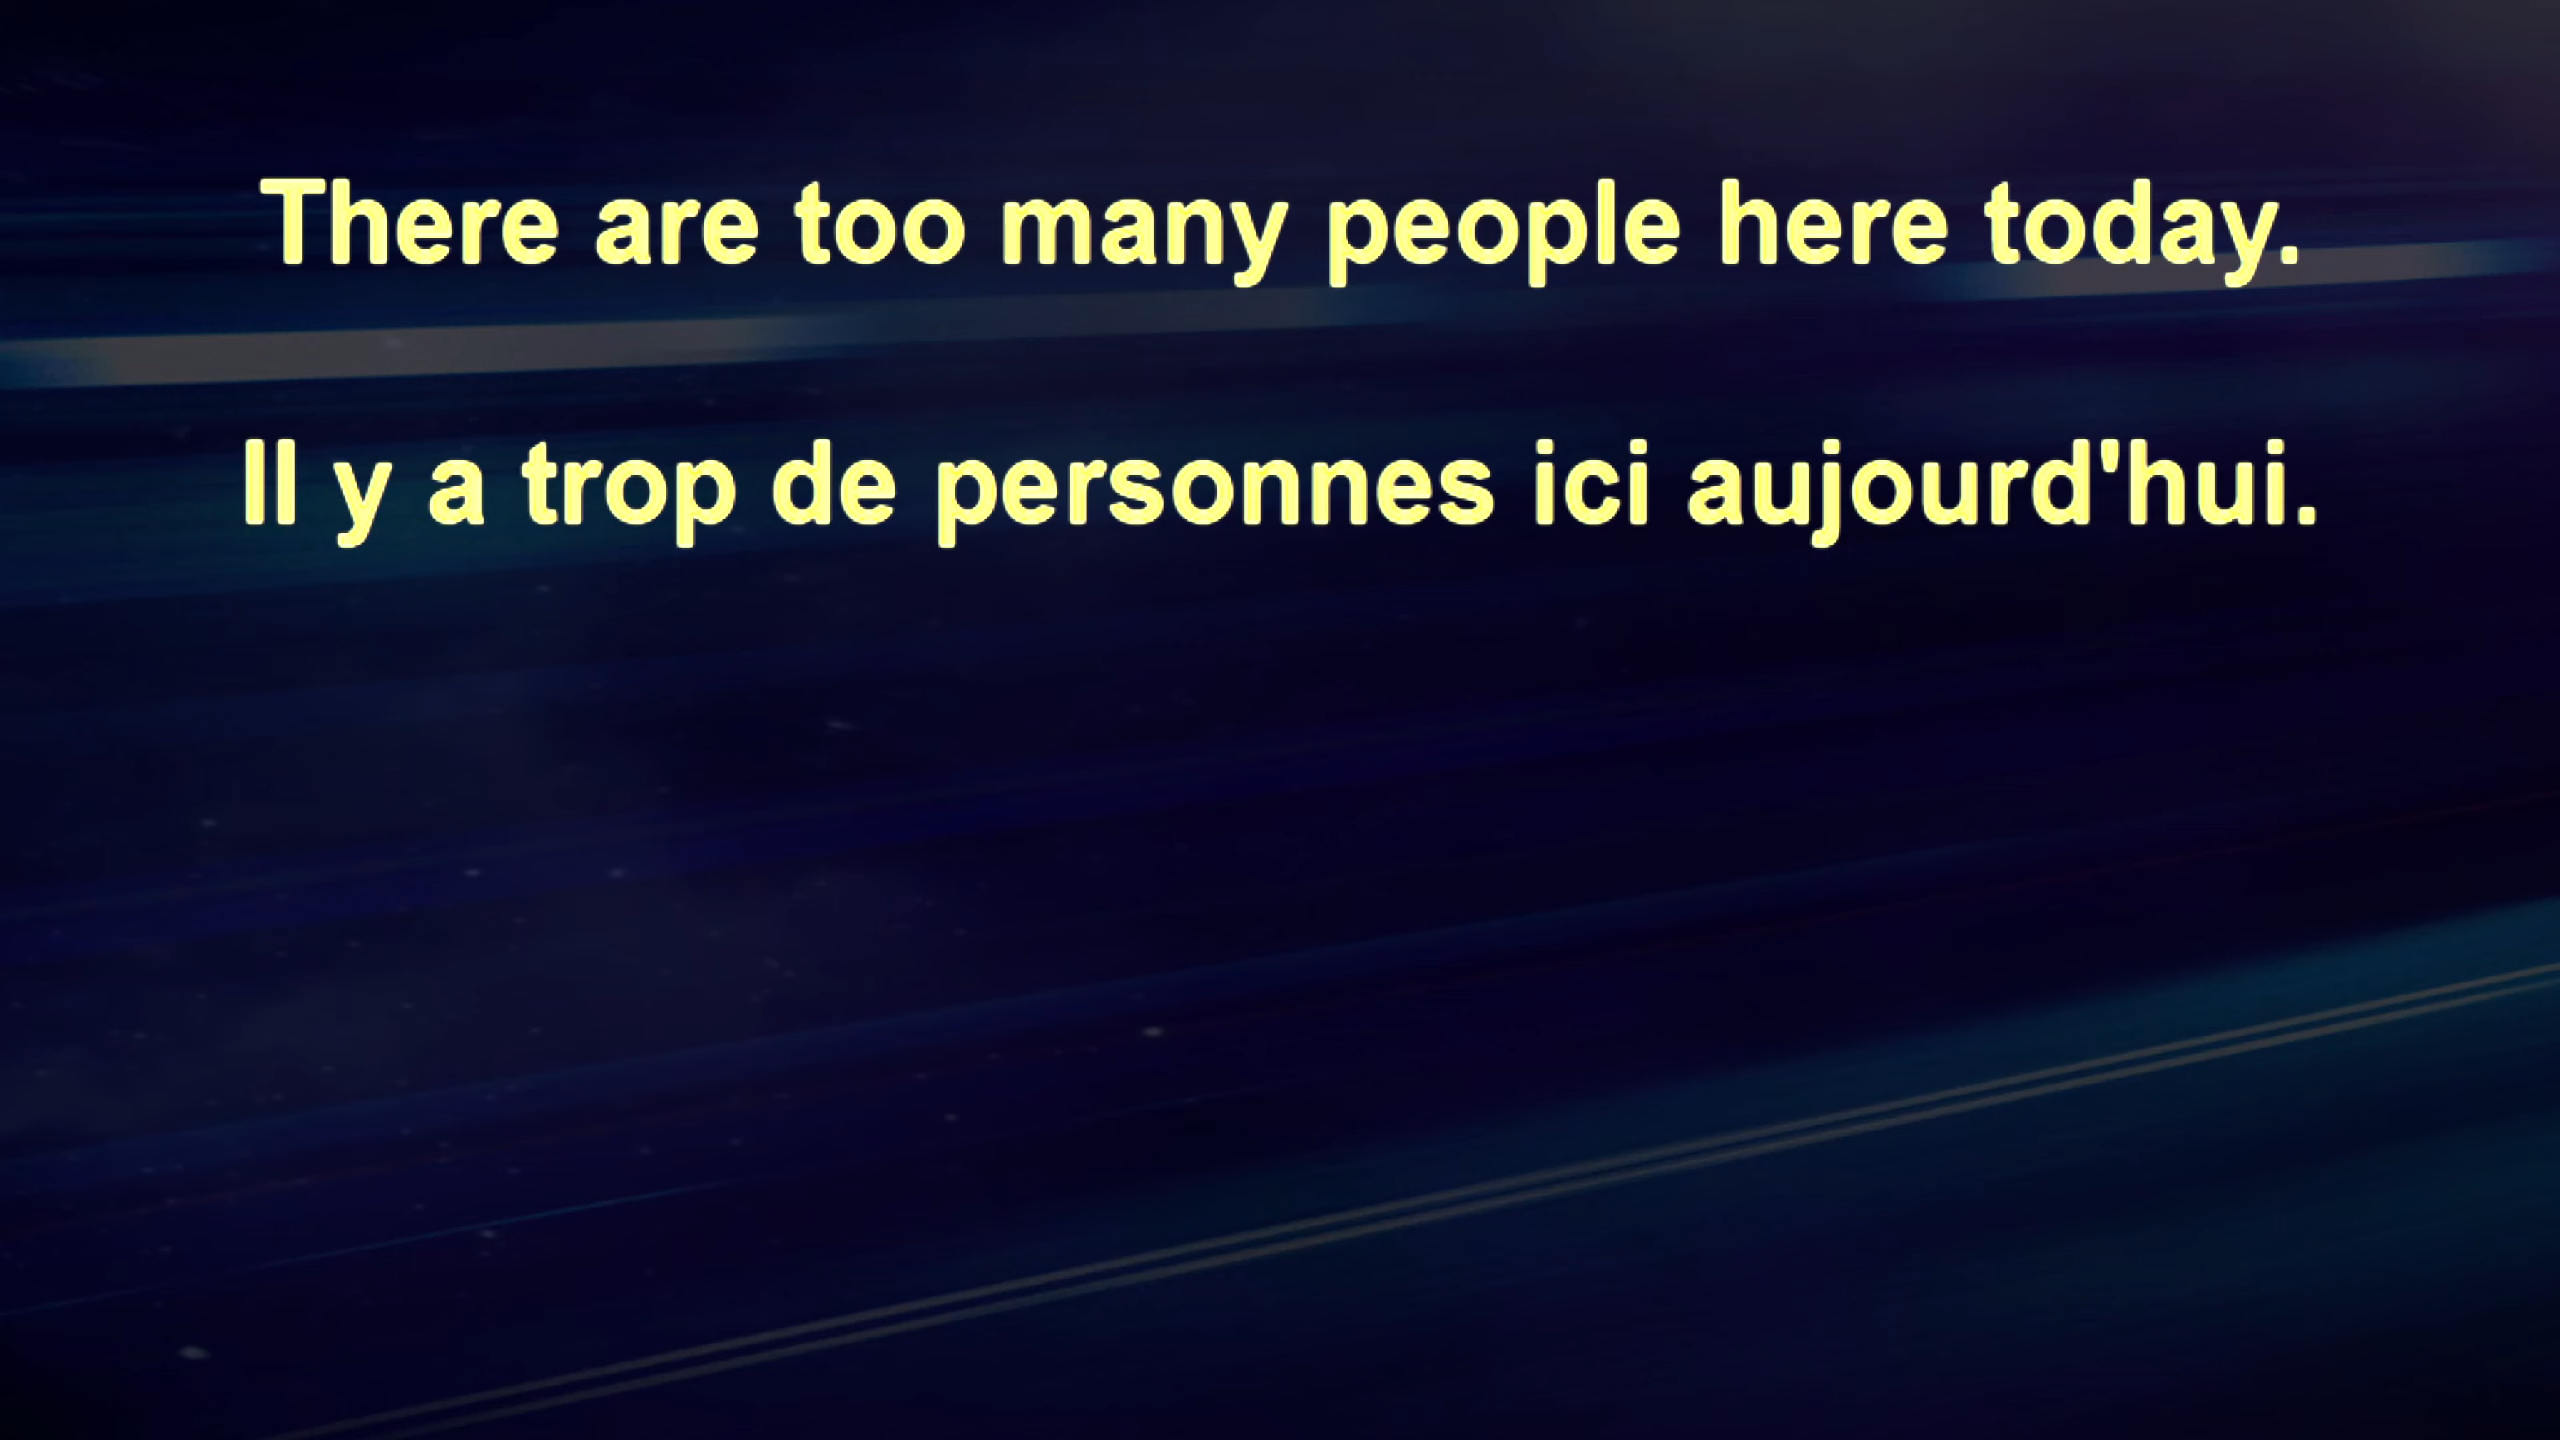 There are too many people here today.
Il y a trop de personnes ici aujourd'hui.